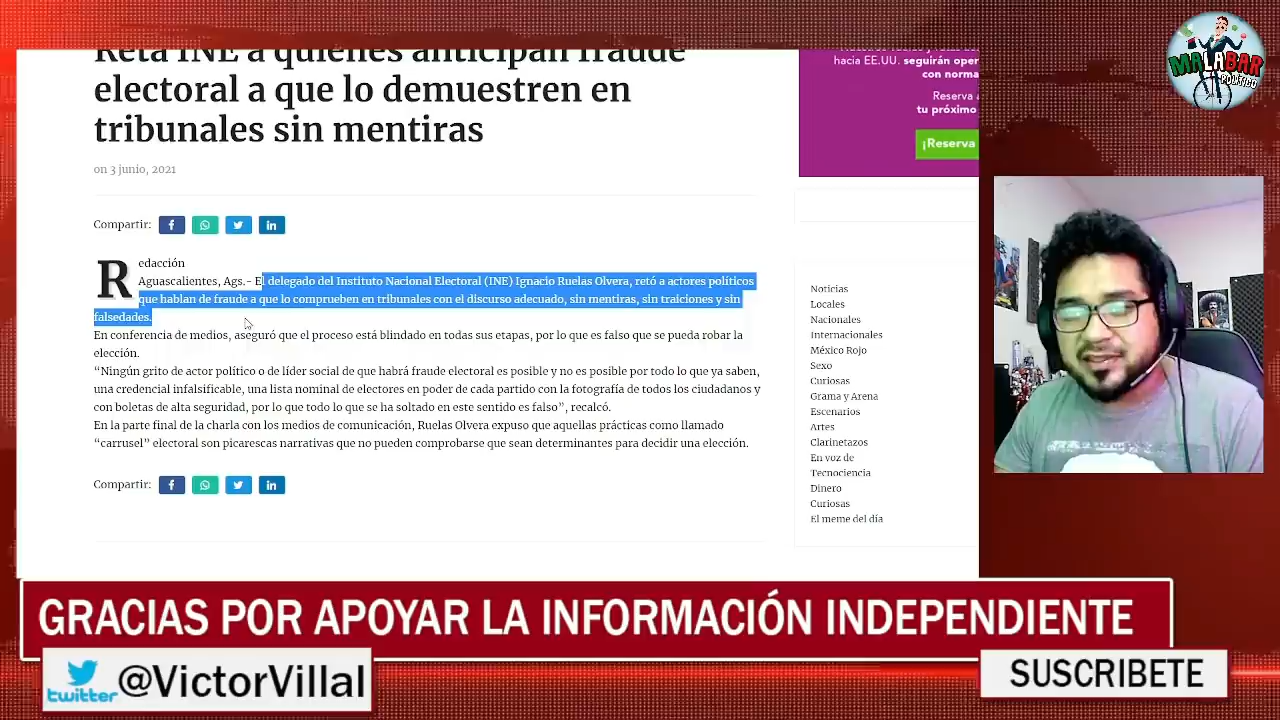 Reta INE a quienes anticipan fraude
electoral a que lo demuestren en
tribunales sin mentiras
on 3 junio, 2021
Compartir:
Redacción
Aguascalientes, Ags.- El delegado del Instituto Nacional Electoral (INE) Ignacio Ruelas Olvera, retó a actores políticos
que hablan de fraude a que lo comprueben en tribunales con el discurso adecuado, sin mentiras, sin traiciones y sin
falsedades.
En conferencia de medios, aseguró que el proceso está blindado en todas sus etapas, por lo que es falso que se pueda robar la
elección.
“Ningún grito de actor político o de líder social de que habrá fraude electoral es posible y no es posible por todo lo que ya saben,
una credencial infalsificable, una lista nominal de electores en poder de cada partido con la fotografía de todos los ciudadanos y
con boletas de alta seguridad, por lo que todo lo que se ha soltado en este sentido es falso”, recalcó.
En la parte final de la charla con los medios de comunicación, Ruelas Olvera expuso que aquellas prácticas como llamado
“carrusel” electoral son picarescas narrativas que no pueden comprobarse que sean determinantes para decidir una elección.
Compartir:
hacia EE.UU. seguirán oper
con norma
Reserva a
tu próximo
¡Reserva
Noticias
Locales
Nacionales
Internacionales
México Rojo
Sexo
Curiosas
Grama y Arena
Escenarios
Artes
Clarinetazos
En voz de
Tecnociencia
Dinero
Curiosas
El meme del día
MALABAR
POLÍTICO
GRACIAS POR APOYAR LA INFORMACIÓN INDEPENDIENTE
twitter @VictorVillal
SUSCRIBETE